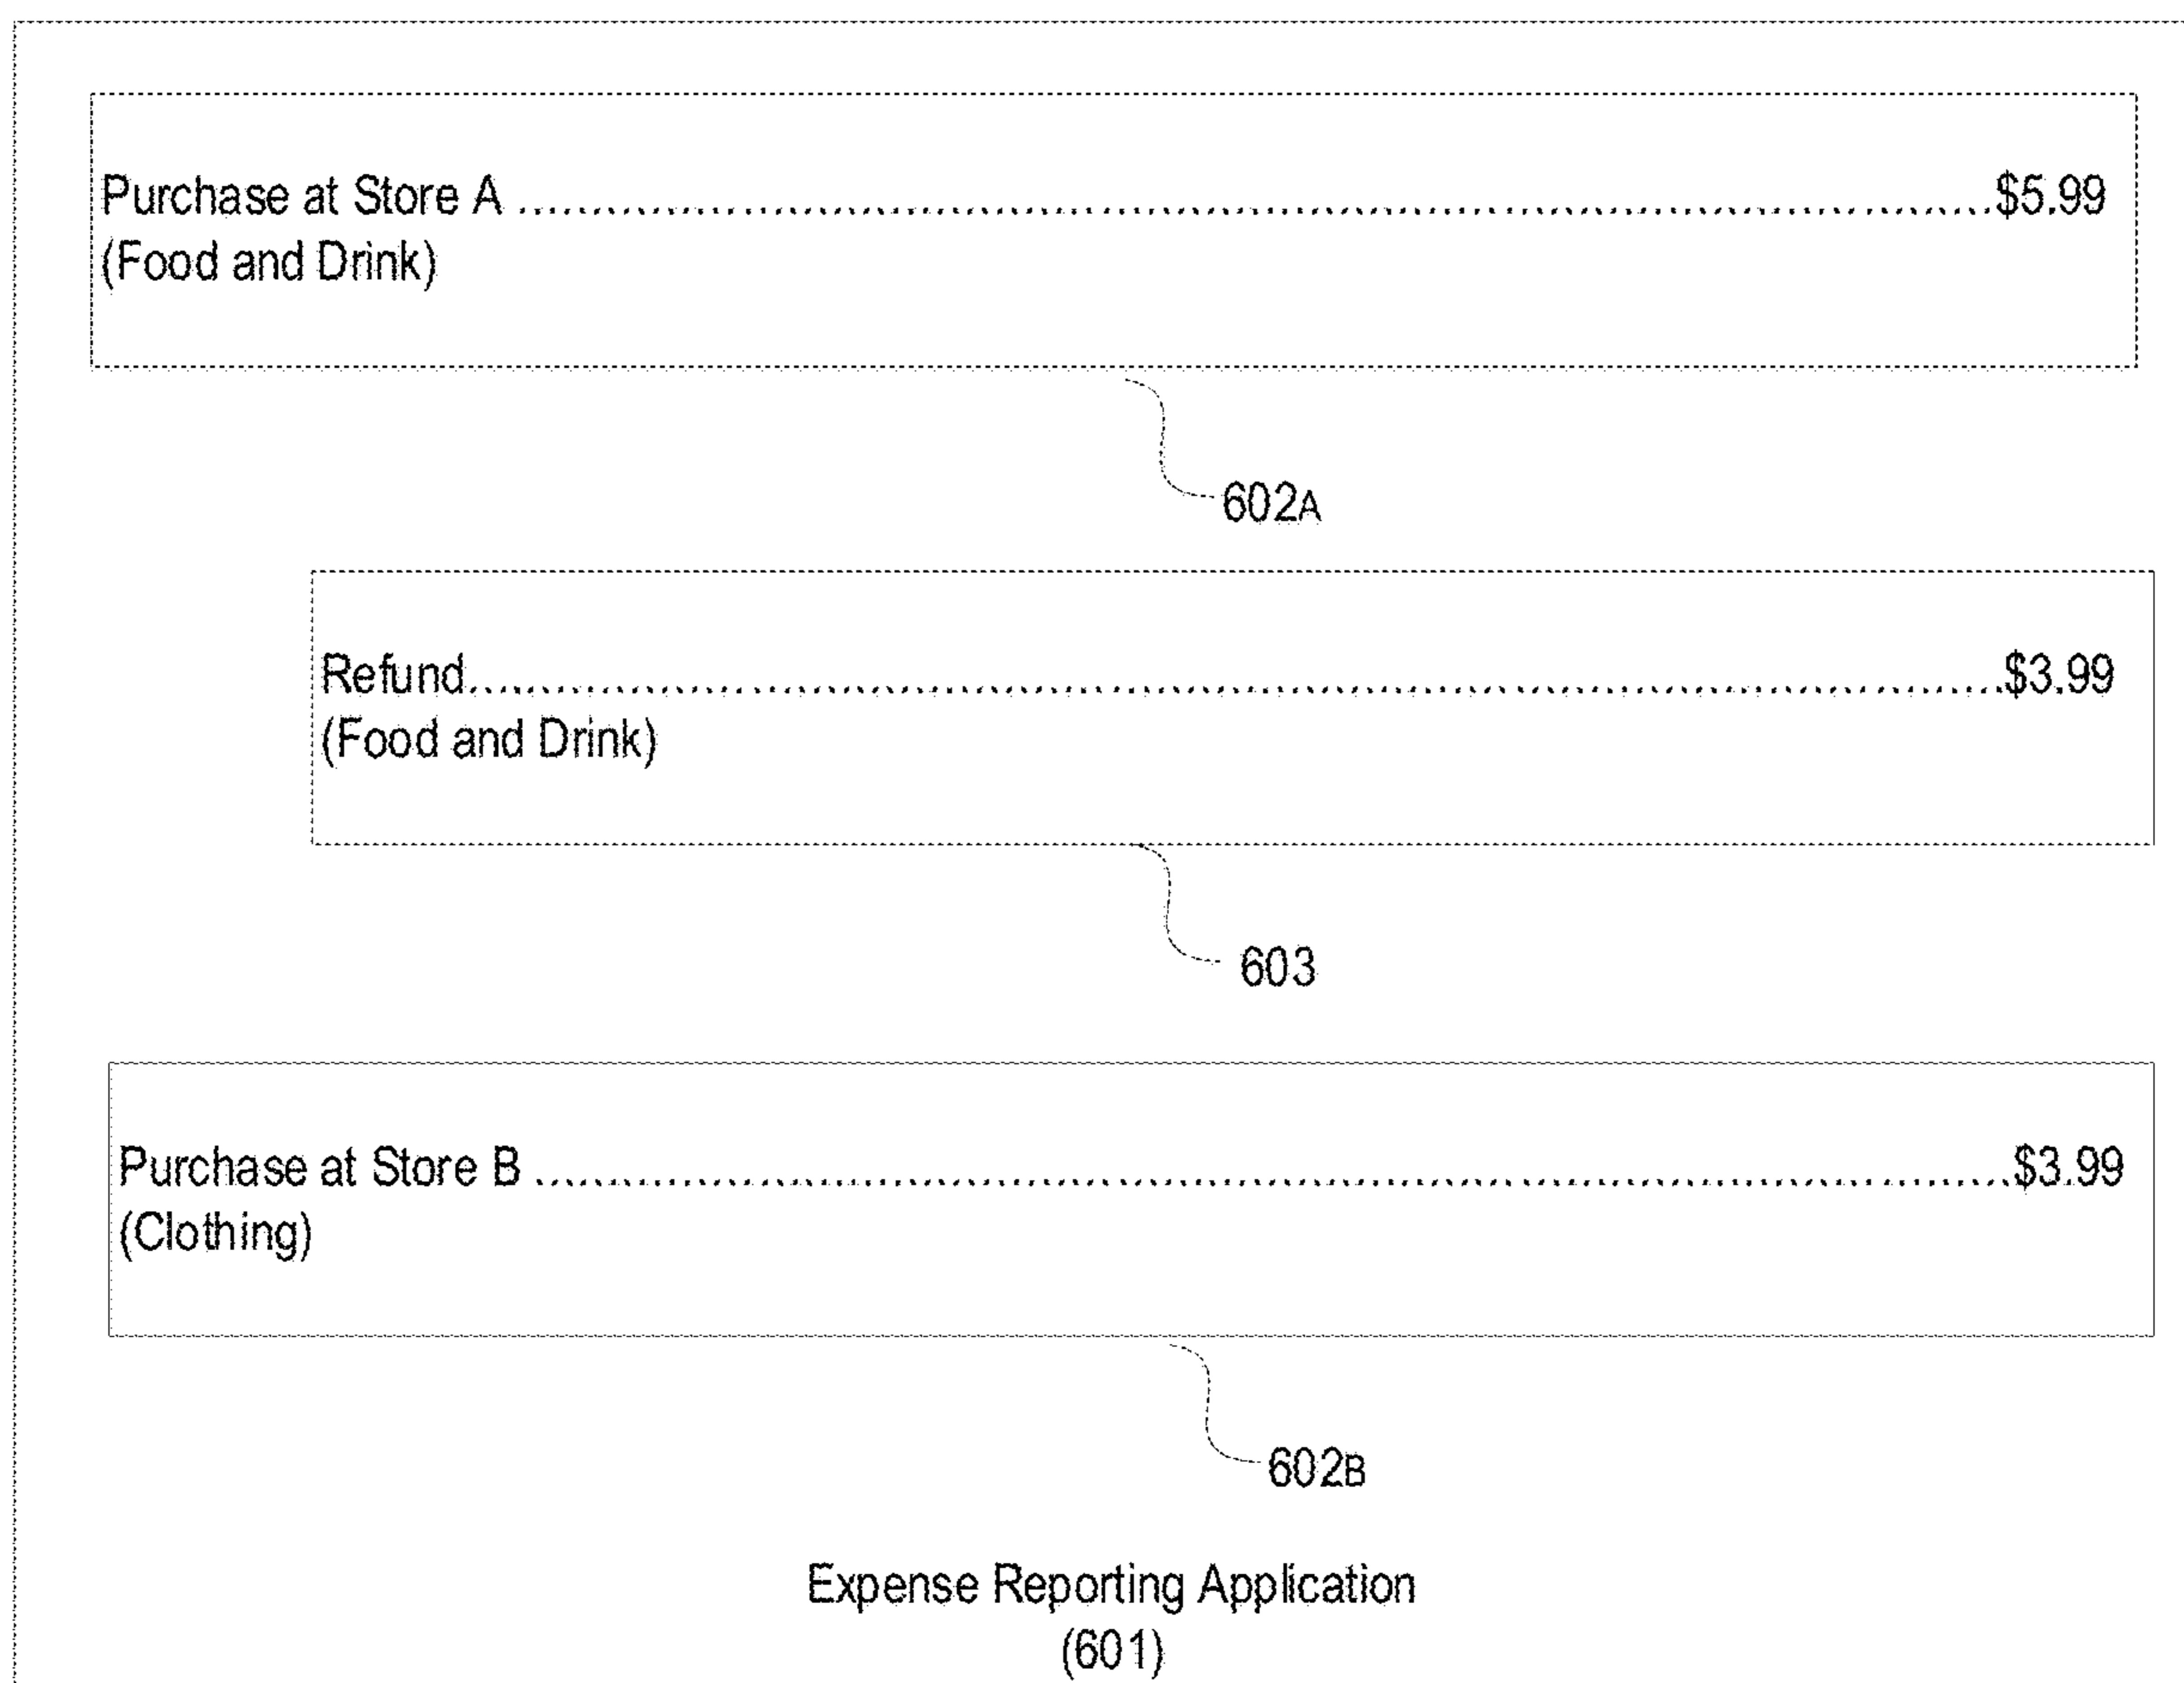 Purchase at Store A ..................................................$5.99
(Food and Drink)
602A
Refund..................................................$3.99
(Food and Drink)
603
Purchase at Store B ..................................................$3.99
(Clothing)
602B
Expense Reporting Application
(601)